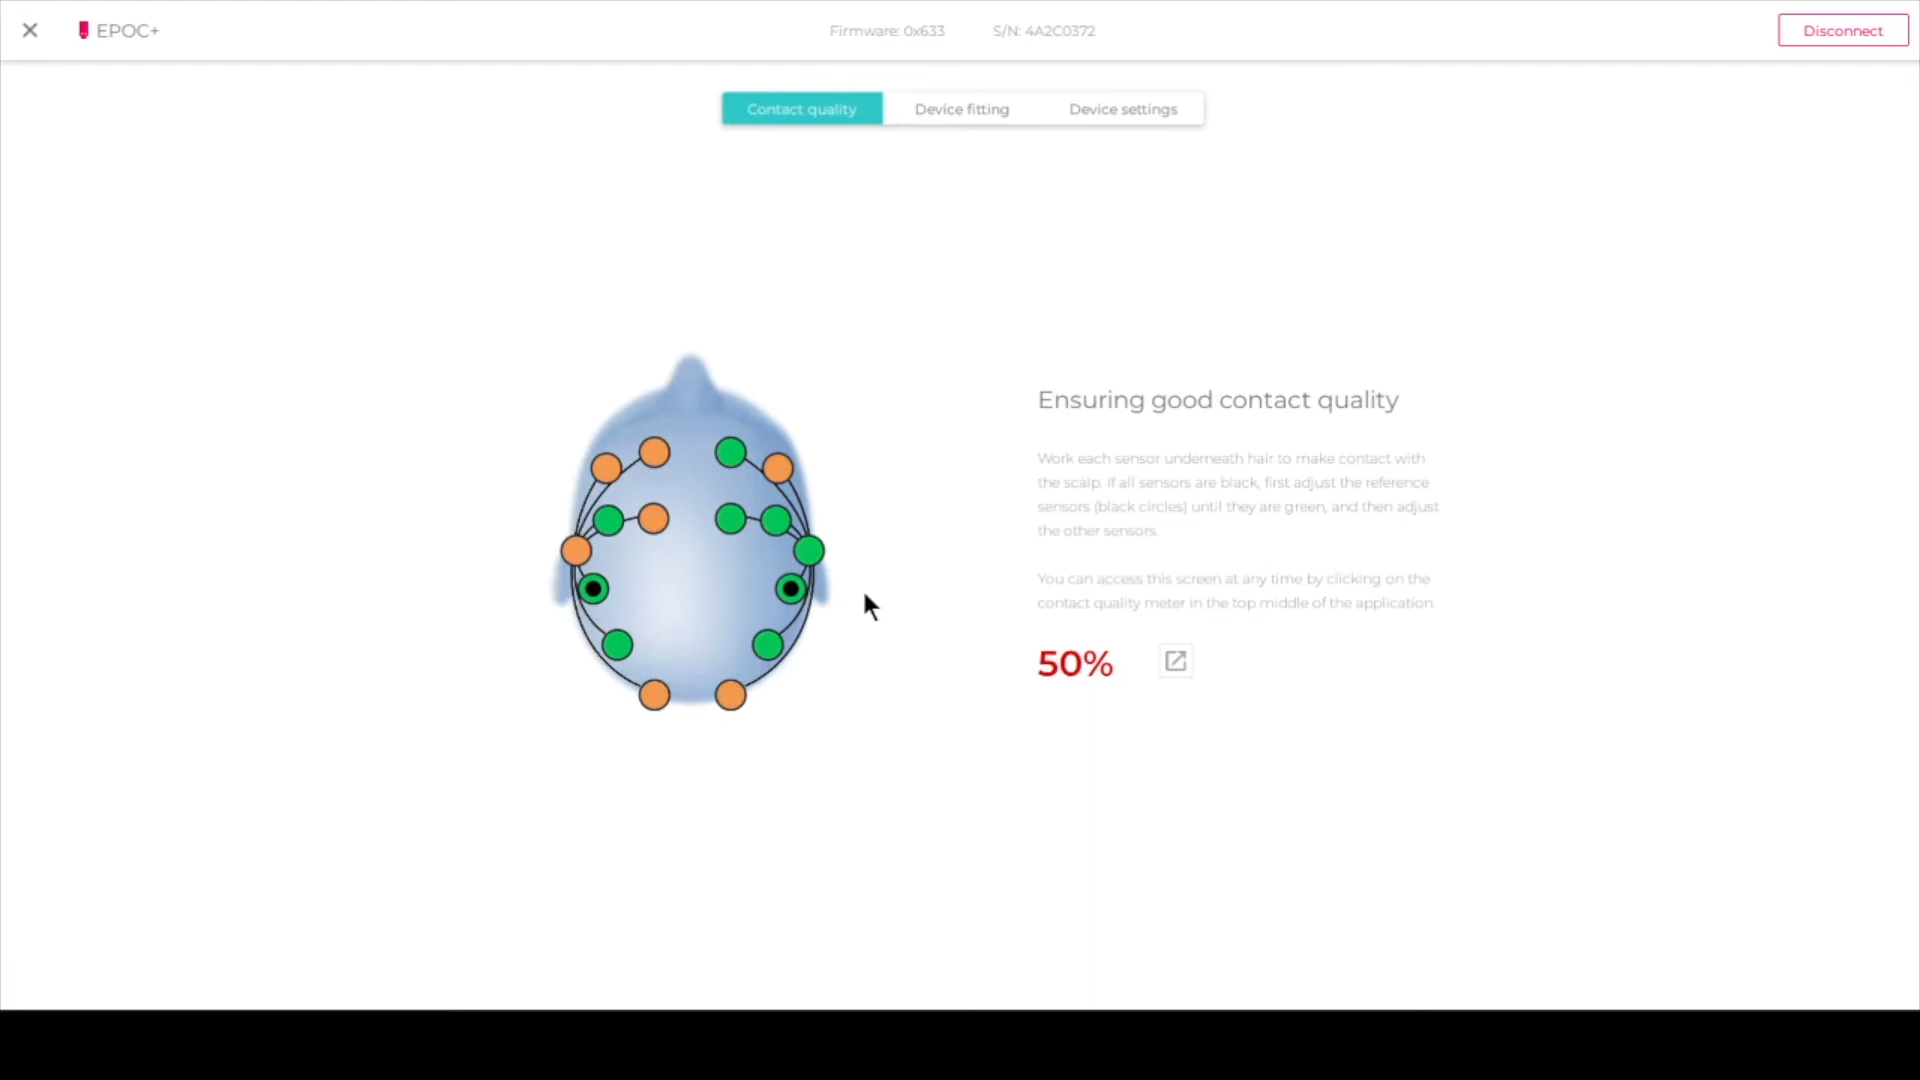 EPOC+
Firmware: 0x633
S/N: 4A2C0372
Disconnect
Contact quality
Device fitting
Device settings
Ensuring good contact quality
Work each sensor underneath hair to make contact with
the scalp. If all sensors are black, first adjust the reference
sensors (black circles) until they are green, and then adjust
the other sensors.
You can access this screen at any time by clicking on the
contact quality meter in the top middle of the application.
50%